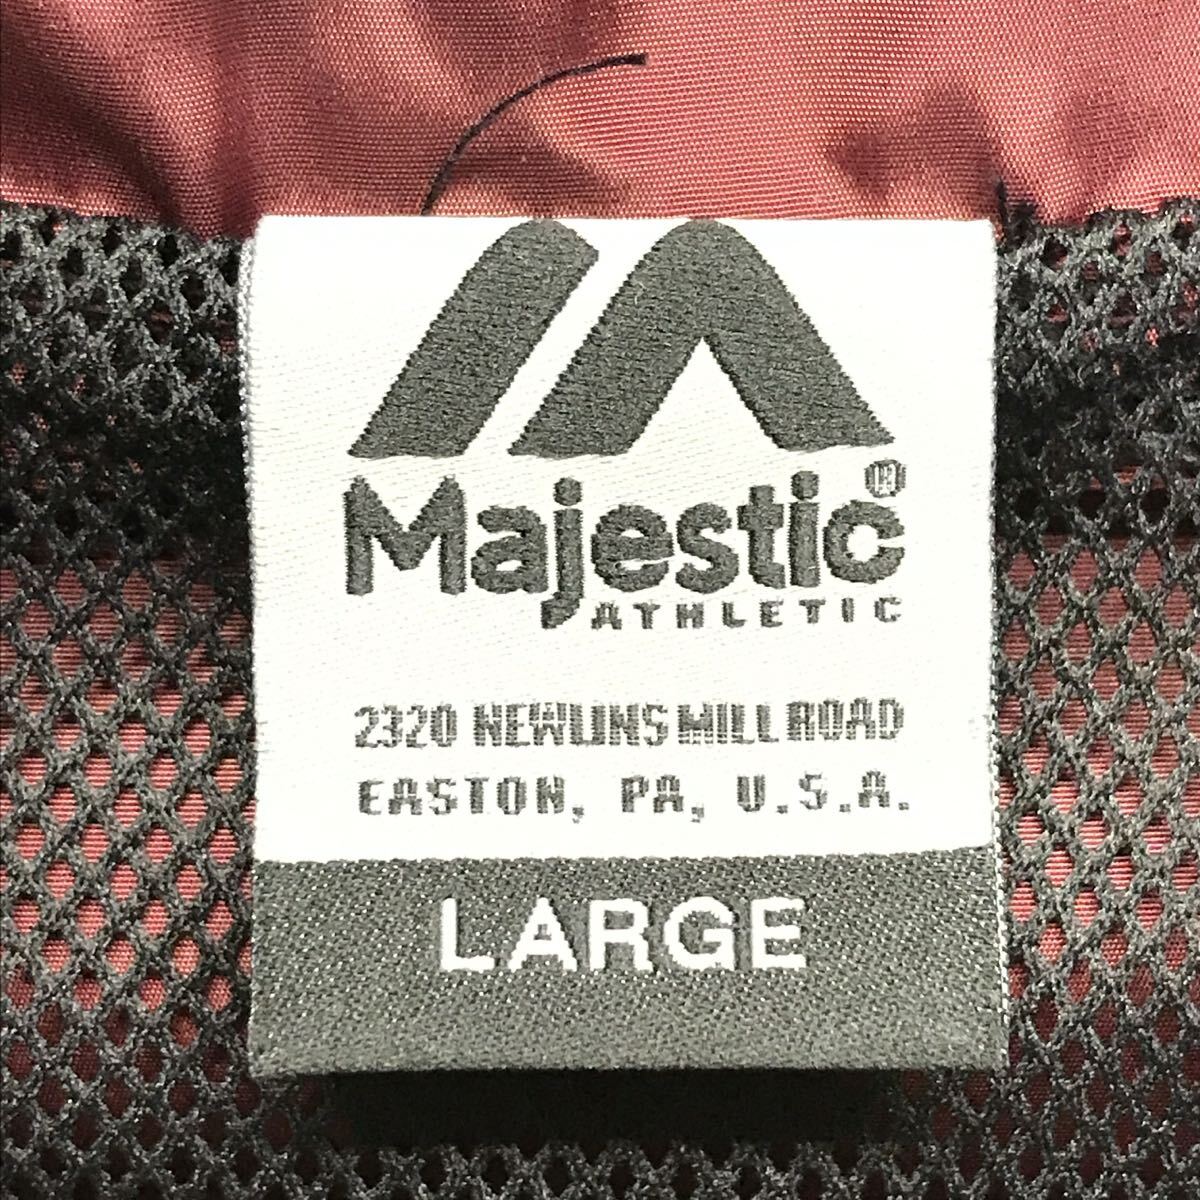 Majestic®
ATHLETIC
2320 NEWLINS MILL ROAD
EASTON, PA, U.S.A.
LARGE